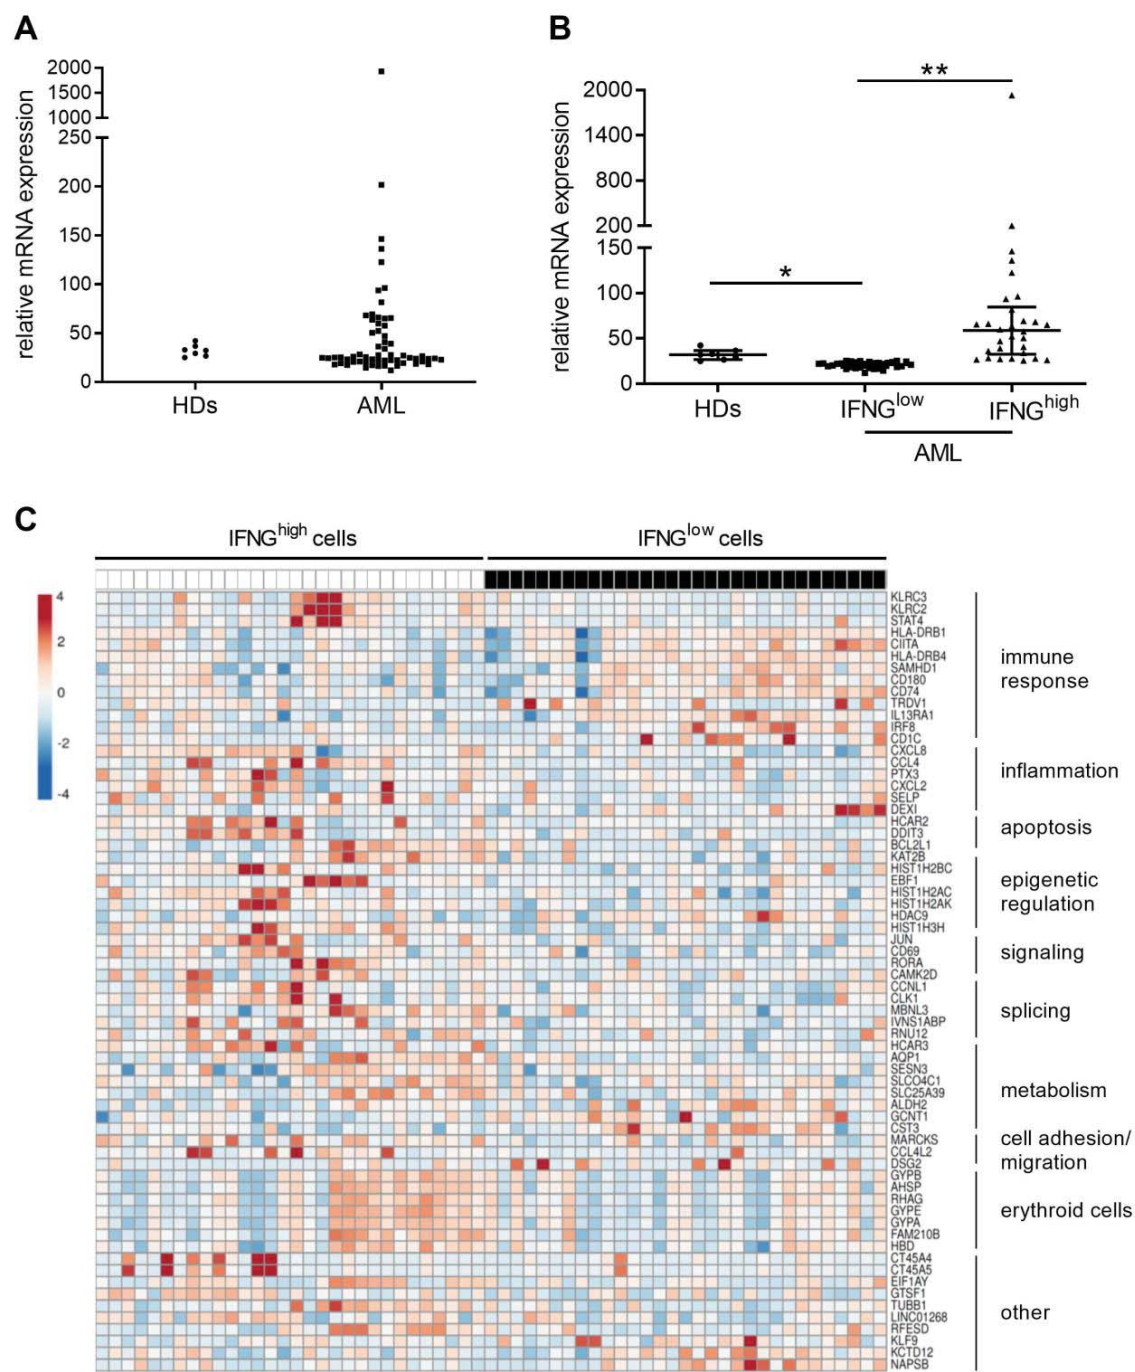 A
relative mRNA expression
2000
1500
1000
250
200
150
100
50
0
HDs
AML
B
relative mRNA expression
2000
1400
800
200
150
100
50
0
*
**
HDs
IFNGlow
IFNGhigh
AML
C
IFNGhigh cells
IFNGlow cells
4
2
0
-2
-4
KLRC3
KLRC2
STAT4
HLA-DRB1
CIITA
HLA-DRB4
SAMHD1
CD180
CD74
TRDV1
IL13RA1
IRF8
CD1C
CXCL8
CCL4
PTX3
CXCL2
SELP
DEXI
HCAR2
DDIT3
BCL2L1
KAT2B
HIST1H2BC
EBF1
HIST1H2AC
HIST1H2AK
HDAC9
HIST1H3H
JUN
CD69
RORA
CAMK2D
CCNL1
CLK1
MBNL3
IVNS1ABP
RNU12
HCAR3
AQP1
SESN3
SLCO4C1
SLC25A39
ALDH2
GCNT1
CST3
MARCKS
CCL4L2
DSG2
GYPB
AHSP
RHAG
GYPE
GYPA
FAM210B
HBD
CT45A4
CT45A5
EIF1AY
GTSF1
TUBB1
LINC01268
RFESD
KLF9
KCTD12
NAPSB
immune
response
inflammation
apoptosis
epigenetic
regulation
signaling
splicing
metabolism
cell adhesion/
migration
erythroid cells
other